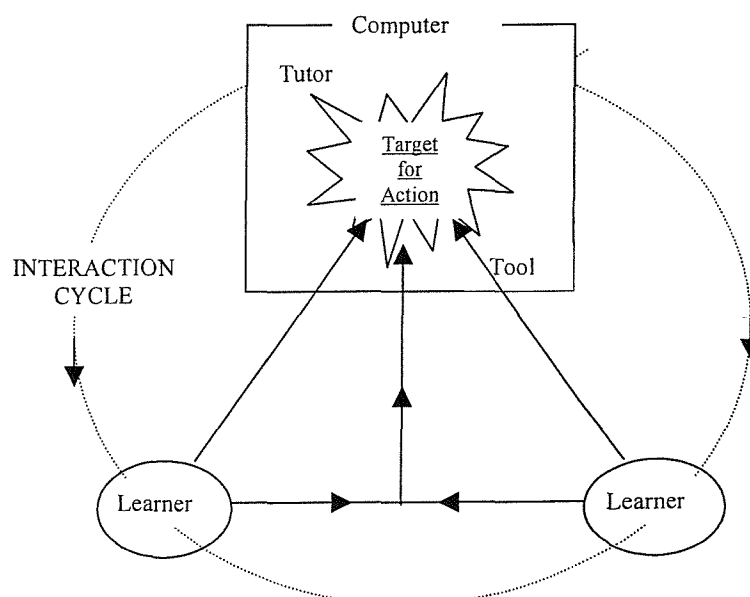 Computer
Tutor
Target
for
Action
INTERACTION
CYCLE
Tool
Learner
Learner